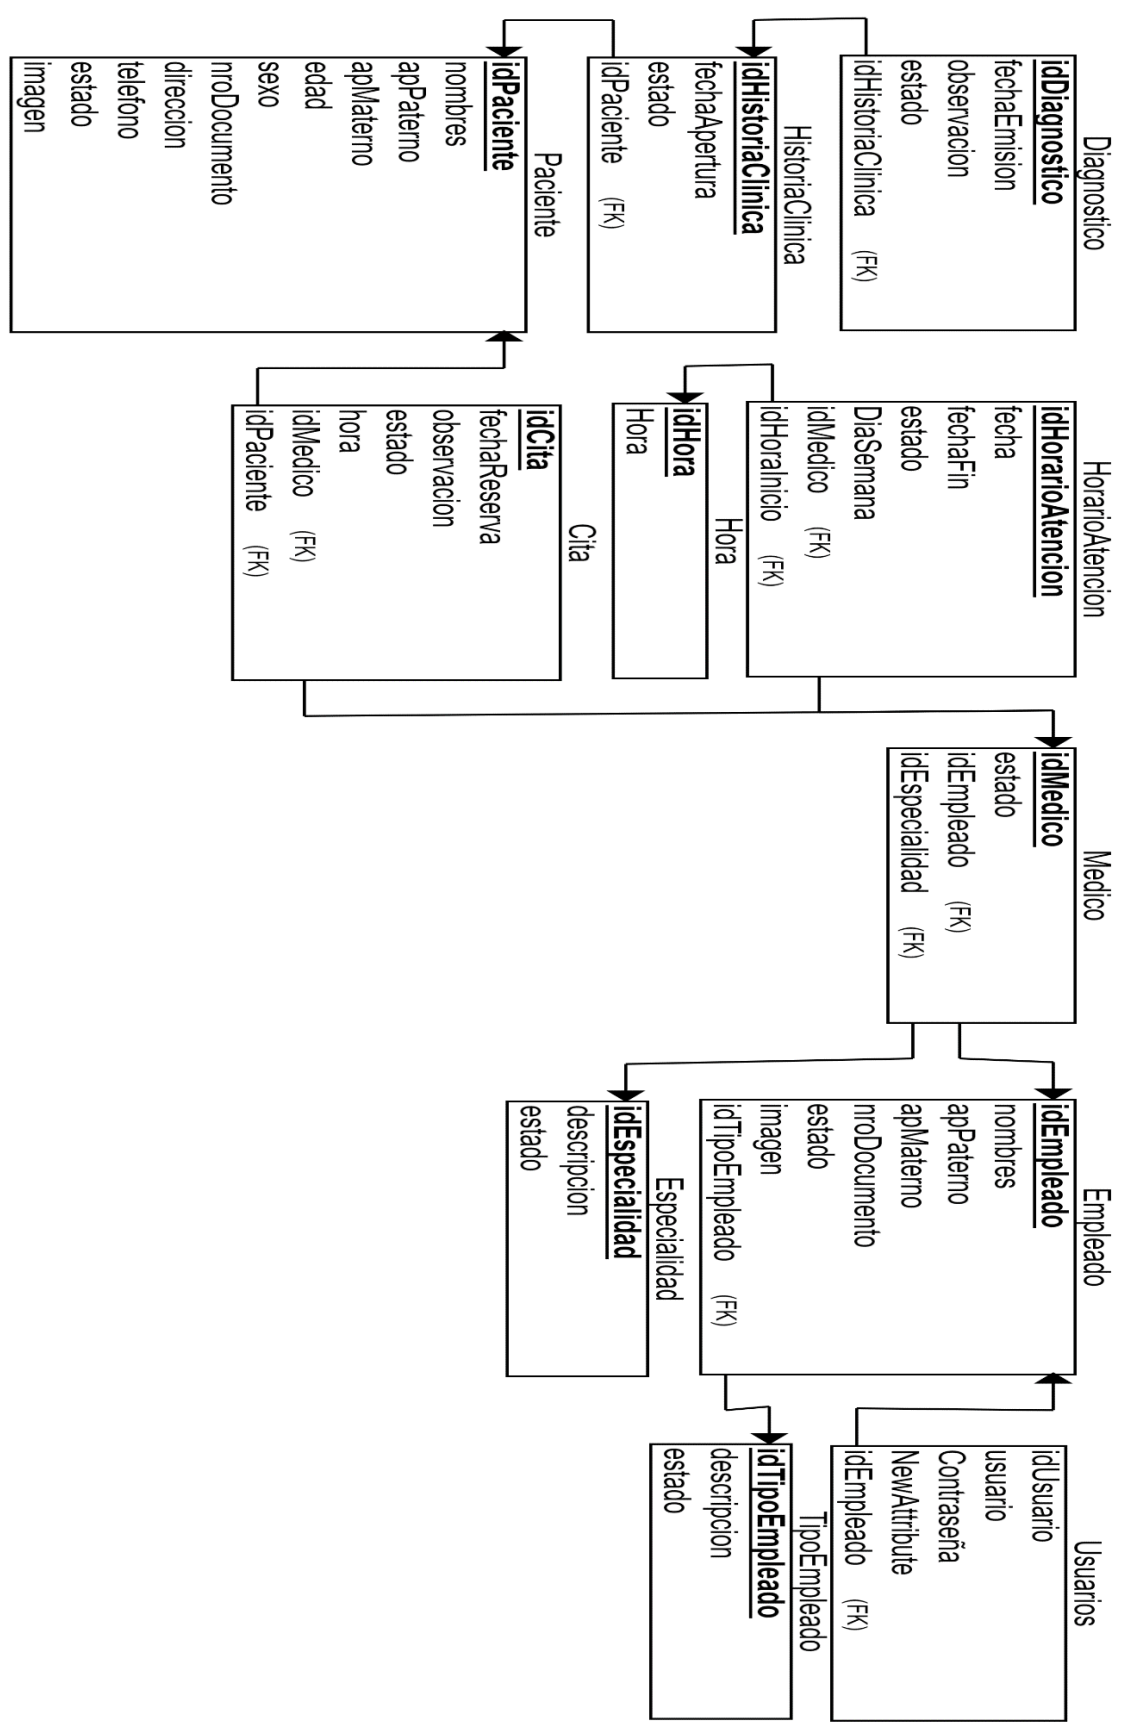 Diagnostico
idDiagnostico
fechaEmision
observacion
estado
idHistoriaClinica (FK)
HistoriaClinica
idHistoriaClinica
fechaApertura
estado
idPaciente (FK)
Paciente
idPaciente
nombres
apPaterno
apMaterno
edad
sexo
nroDocumento
direccion
telefono
estado
imagen
HorarioAtencion
idHorarioAtencion
fecha
fechaFin
estado
DiaSemana
idMedico (FK)
idHoraInicio (FK)
Hora
idHora
Hora
Cita
idCita
fechaReserva
observacion
estado
hora
idMedico (FK)
idPaciente (FK)
Medico
idMedico
estado
idEmpleado (FK)
idEspecialidad (FK)
Empleado
idEmpleado
nombres
apPaterno
apMaterno
nroDocumento
estado
imagen
idTipoEmpleado (FK)
Especialidad
idEspecialidad
descripcion
estado
Usuarios
idUsuario
usuario
Contraseña
NewAttribute
idEmpleado (FK)
TipoEmpleado
idTipoEmpleado
descripcion
estado